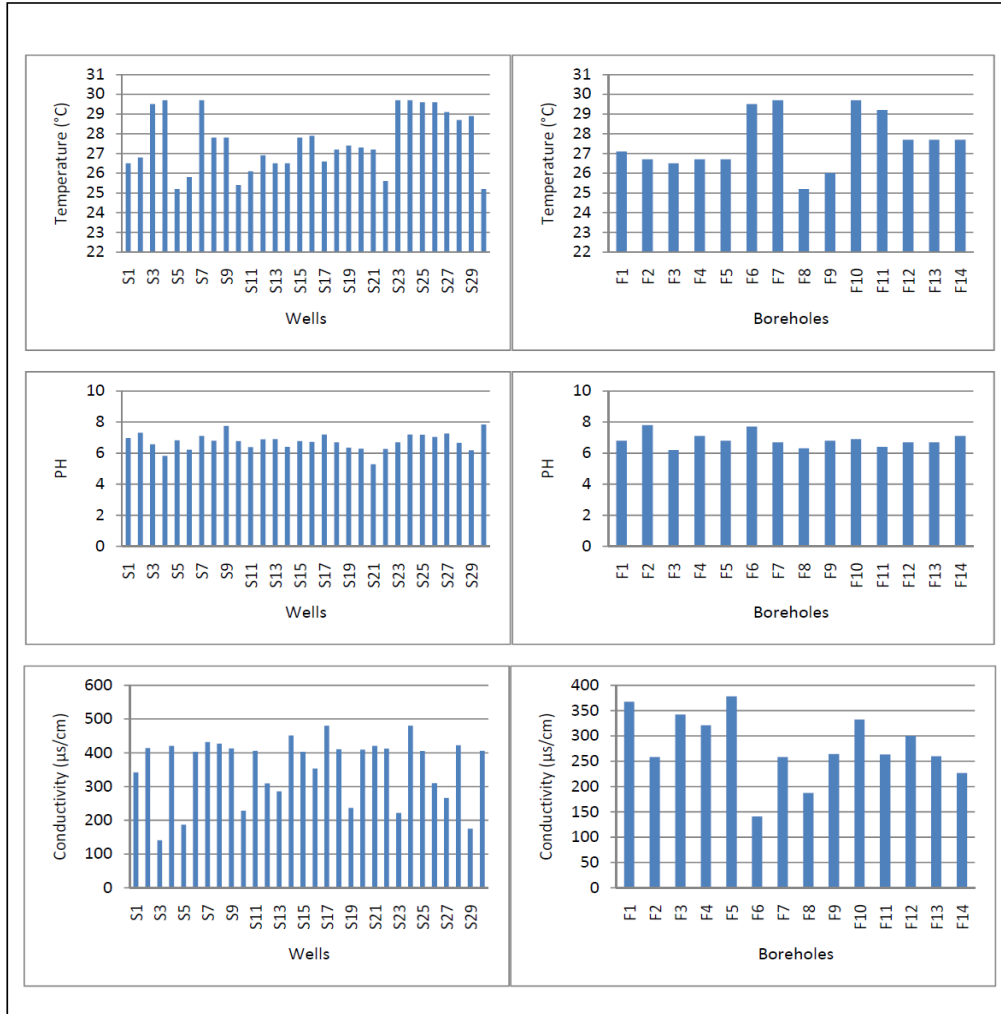 31
30
29
28
27
26
25
24
23
22
Temperature (°C)
S1 S3 S5 S7 S9 S11 S13 S15 S17 S19 S21 S23 S25 S27 S29
Wells
31
30
29
28
27
26
25
24
23
22
Temperature (°C)
F1 F2 F3 F4 F5 F6 F7 F8 F9 F10 F11 F12 F13 F14
Boreholes
10
8
6
4
2
0
PH
S1 S3 S5 S7 S9 S11 S13 S15 S17 S19 S21 S23 S25 S27 S29
Wells
10
8
6
4
2
0
PH
F1 F2 F3 F4 F5 F6 F7 F8 F9 F10 F11 F12 F13 F14
Boreholes
600
500
400
300
200
100
0
Conductivity (µs/cm)
S1 S3 S5 S7 S9 S11 S13 S15 S17 S19 S21 S23 S25 S27 S29
Wells
400
350
300
250
200
150
100
50
0
Conductivity (µs/cm)
F1 F2 F3 F4 F5 F6 F7 F8 F9 F10 F11 F12 F13 F14
Boreholes